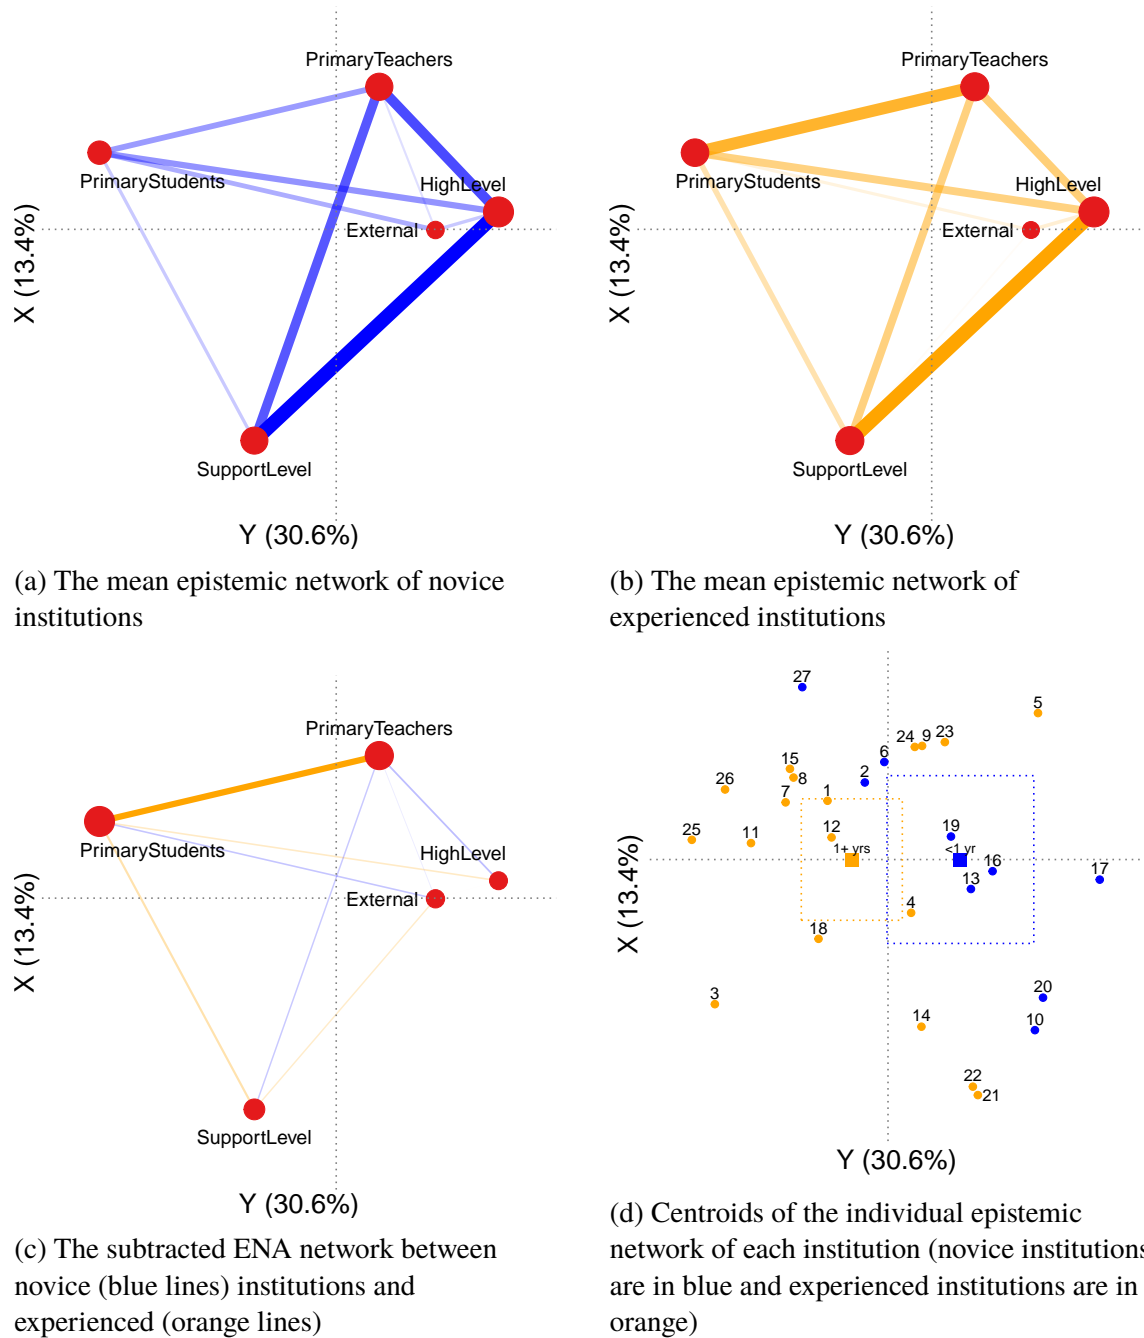 PrimaryTeachers
PrimaryStudents
HighLevel
External
SupportLevel
X (13.4%)
Y (30.6%)
(a) The mean epistemic network of novice
institutions
PrimaryTeachers
PrimaryStudents
HighLevel
External
SupportLevel
X (13.4%)
Y (30.6%)
(b) The mean epistemic network of
experienced institutions
PrimaryTeachers
PrimaryStudents
HighLevel
External
SupportLevel
X (13.4%)
Y (30.6%)
(c) The subtracted ENA network between
novice (blue lines) institutions and
experienced (orange lines)
27
5
24 9 23
6
15
8
2
26
7
1
25
11
12
19
1+ yrs
<1 yr
16
17
13
4
18
3
20
14
10
22
21
X (13.4%)
Y (30.6%)
(d) Centroids of the individual epistemic
network of each institution (novice institutions
are in blue and experienced institutions are in
orange)